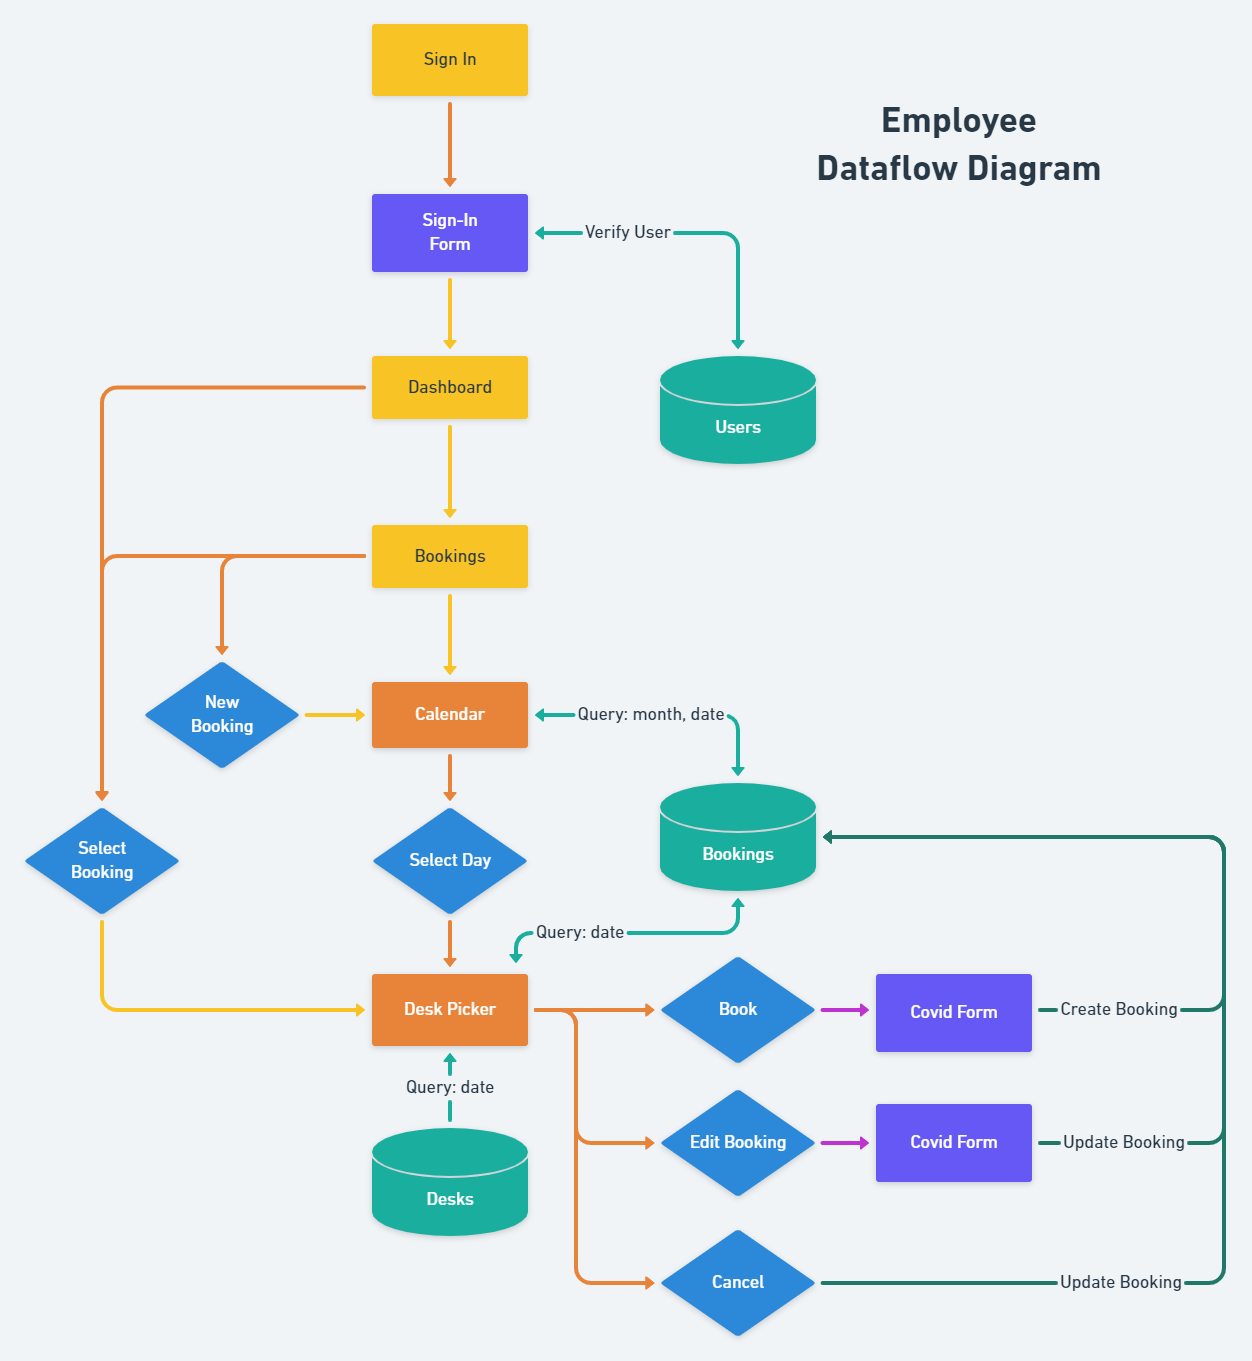 Sign In
Employee
Dataflow Diagram
Sign-In
Form
Verify User
Dashboard
Users
Bookings
New
Booking
Calendar
Query: month, date
Select
Booking
Select Day
Bookings
Query: date
Desk Picker
Book
Covid Form
Create Booking
Query: date
Edit Booking
Covid Form
Update Booking
Desks
Cancel
Update Booking